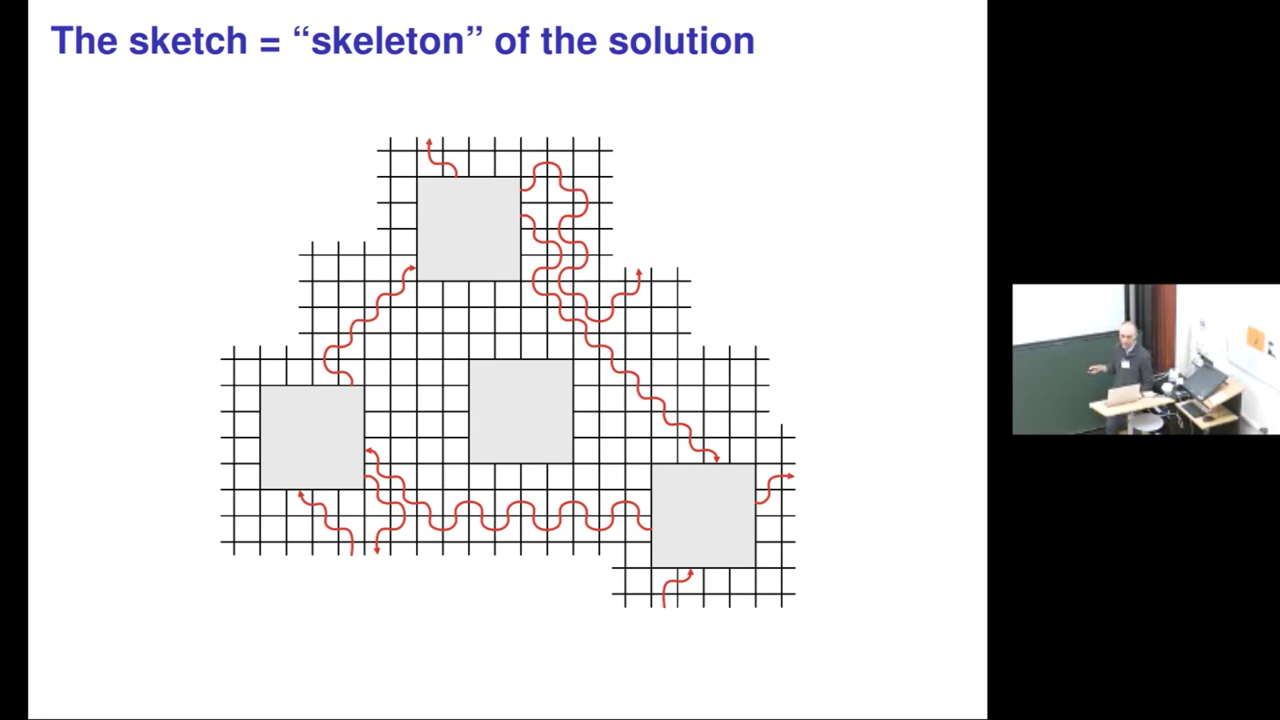 The sketch = “skeleton” of the solution